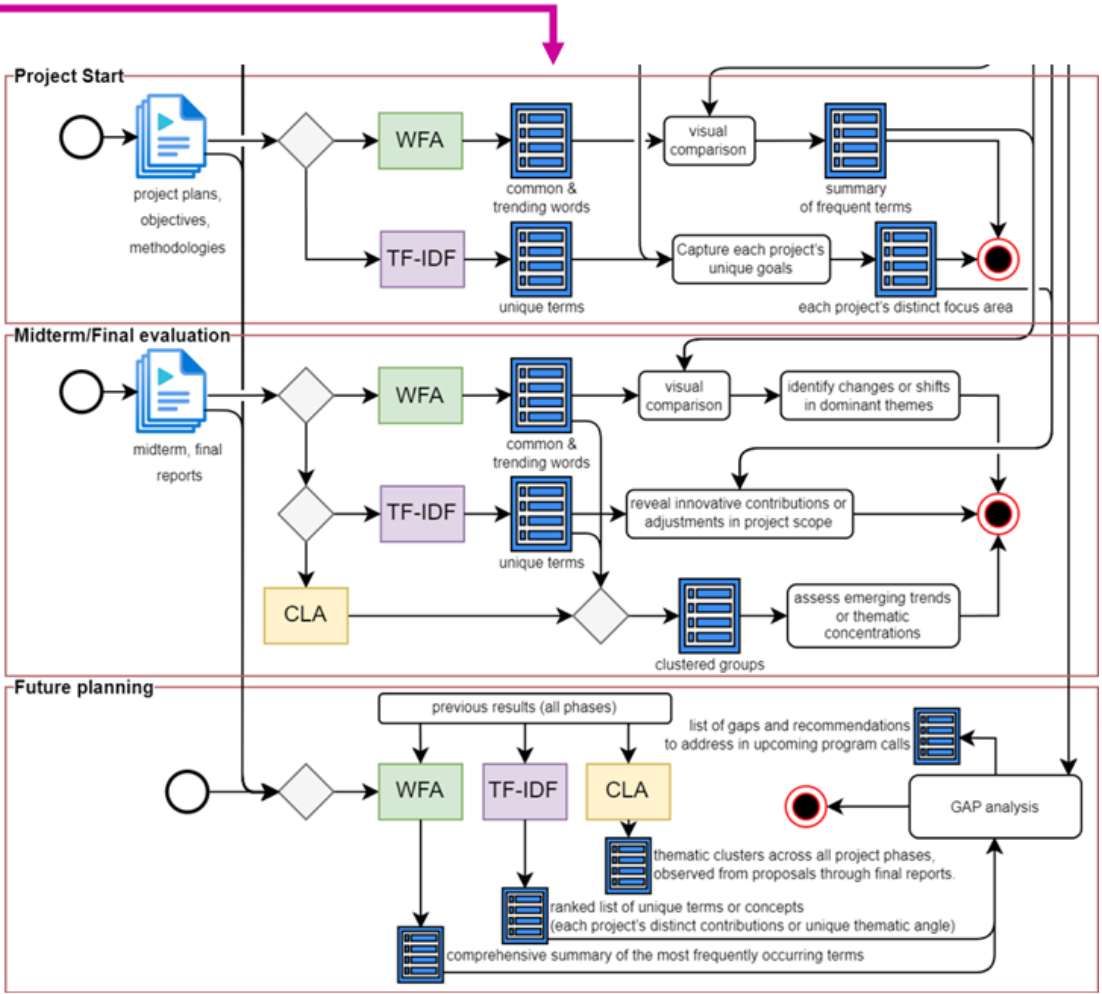 Project Start
project plans,
objectives,
methodologies
WFA
common &
trending words
visual
comparison
summary
of frequent terms
TF-IDF
unique terms
Capture each project's
unique goals
each project's distinct focus area
Midterm/Final evaluation
midterm, final
reports
WFA
common &
trending words
visual
comparison
identify changes or shifts
in dominant themes
TF-IDF
unique terms
reveal innovative contributions or
adjustments in project scope
CLA
clustered groups
assess emerging trends
or thematic
concentrations
Future planning
previous results (all phases)
WFA
TF-IDF
CLA
list of gaps and recommendations
to address in upcoming program calls
GAP analysis
thematic clusters across all project phases,
observed from proposals through final reports.
ranked list of unique terms or concepts
(each project's distinct contributions or unique thematic angle)
comprehensive summary of the most frequently occurring terms